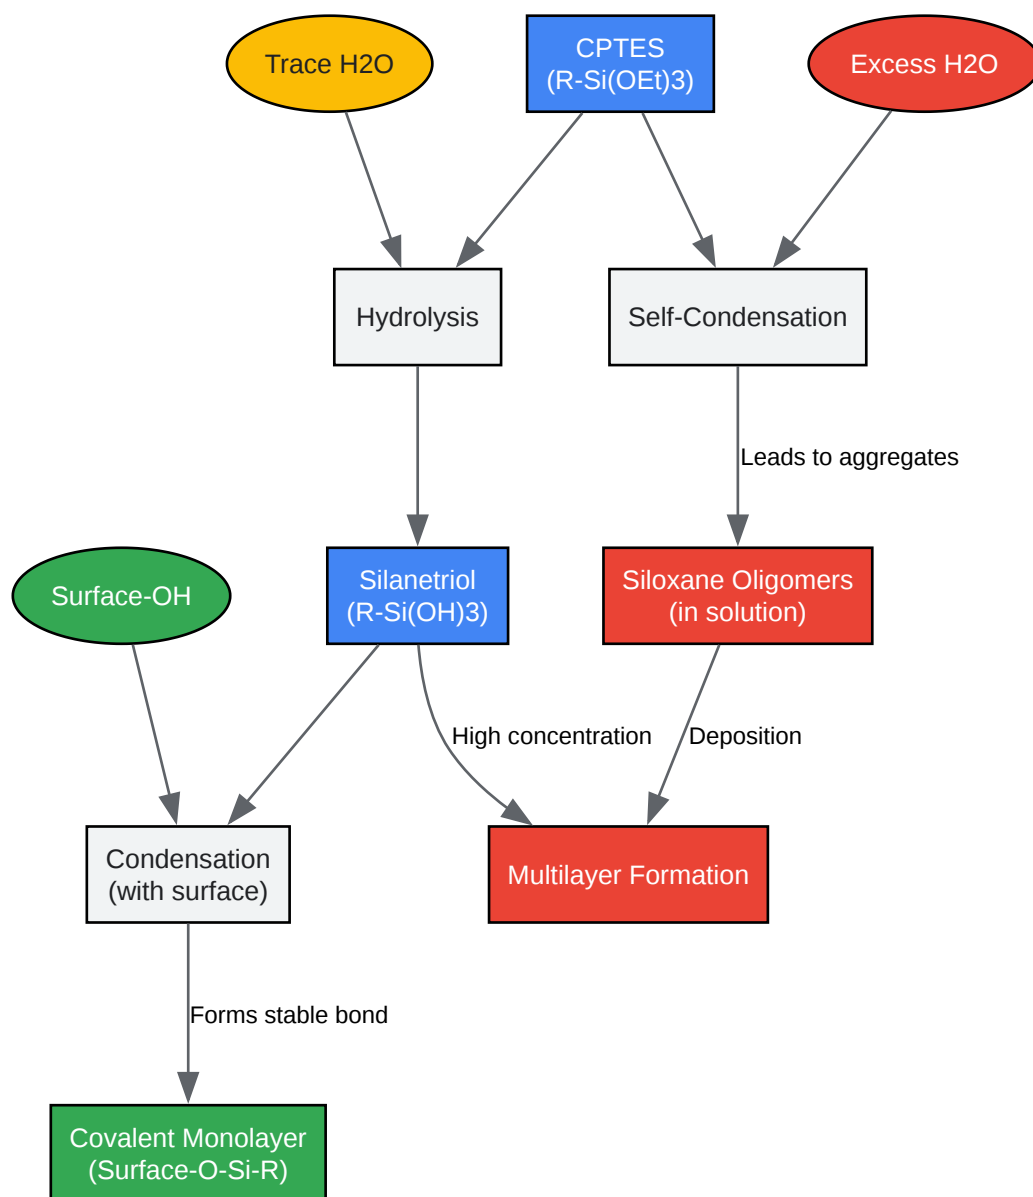 Trace H2O
CPTES
(R-Si(OEt)3)
Excess H2O
Hydrolysis
Self-Condensation
Leads to aggregates
Surface-OH
Silanetriol
(R-Si(OH)3)
Siloxane Oligomers
(in solution)
High concentration
Deposition
Condensation
(with surface)
Multilayer Formation
Forms stable bond
Covalent Monolayer
(Surface-O-Si-R)